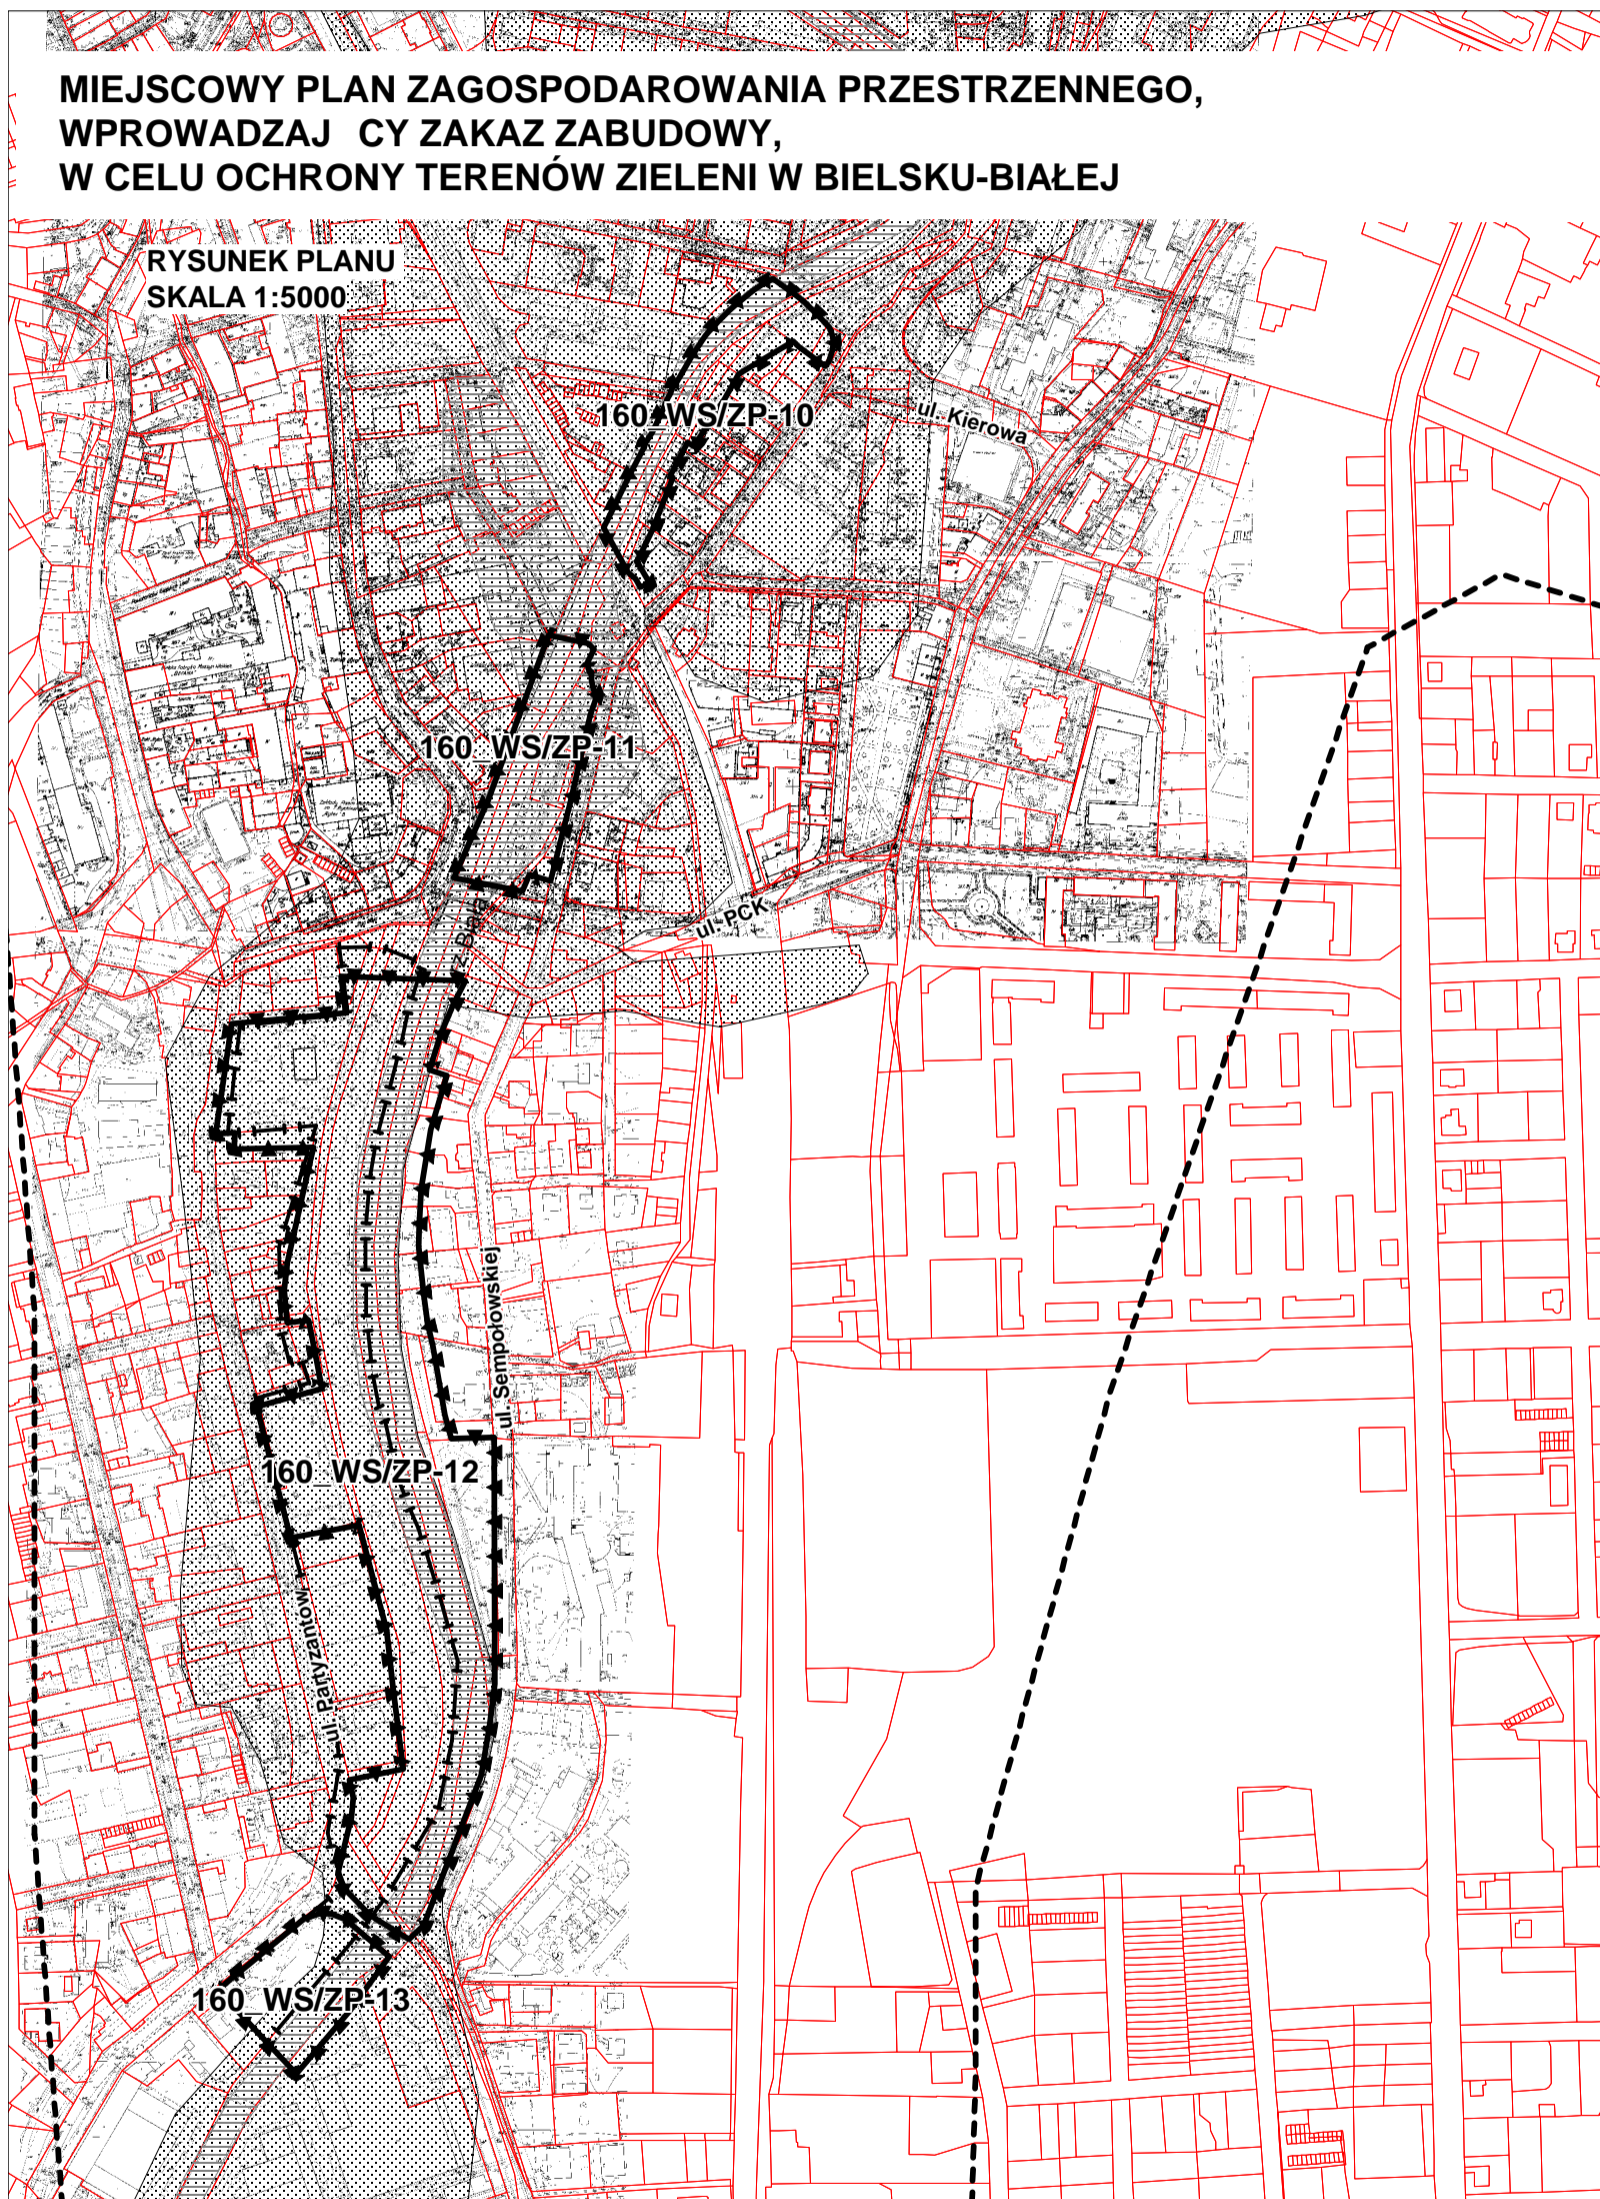 MIEJSCOWY PLAN ZAGOSPODAROWANIA PRZESTRZENNEGO,
WPROWADZAJ CY ZAKAZ ZABUDOWY,
W CELU OCHRONY TERENÓW ZIELENI W BIELSKU-BIAŁEJ
RYSUNEK PLANU
SKALA 1:5000
160_WS/ZP-10
ul. Kierowa
160_WS/ZP-11
ul. PCK
rz. Biała
ul. Sempołowskiej
160_WS/ZP-12
ul. Partyzantów
160_WS/ZP-13